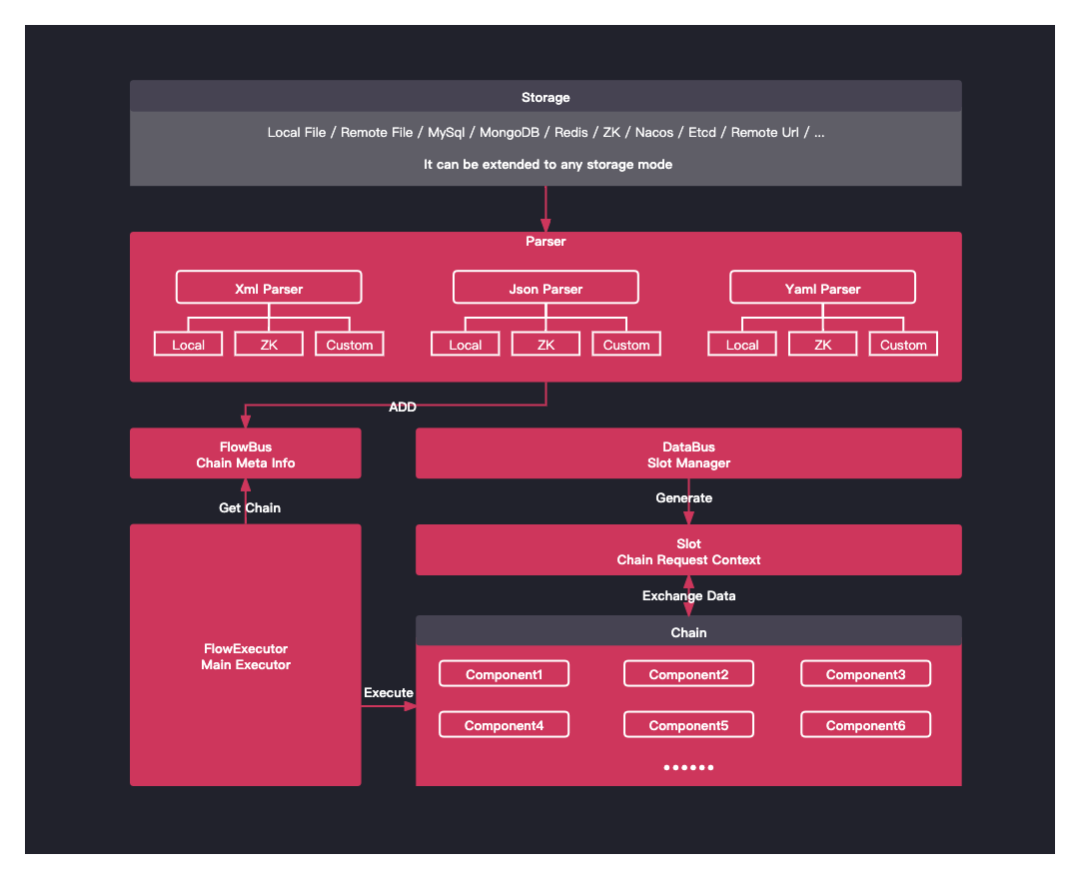 Storage
Local File / Remote File / MySql / MongoDB / Redis / ZK / Nacos / Etcd / Remote Url / ...
It can be extended to any storage mode
Parser
Xml Parser
Json Parser
Yaml Parser
Local
ZK
Custom
Local
ZK
Custom
Local
ZK
Custom
ADD
FlowBus
Chain Meta Info
DataBus
Slot Manager
Get Chain
Generate
Slot
Chain Request Context
Exchange Data
FlowExecutor
Main Executor
Execute
Chain
Component1
Component2
Component3
Component4
Component5
Component6
••••••